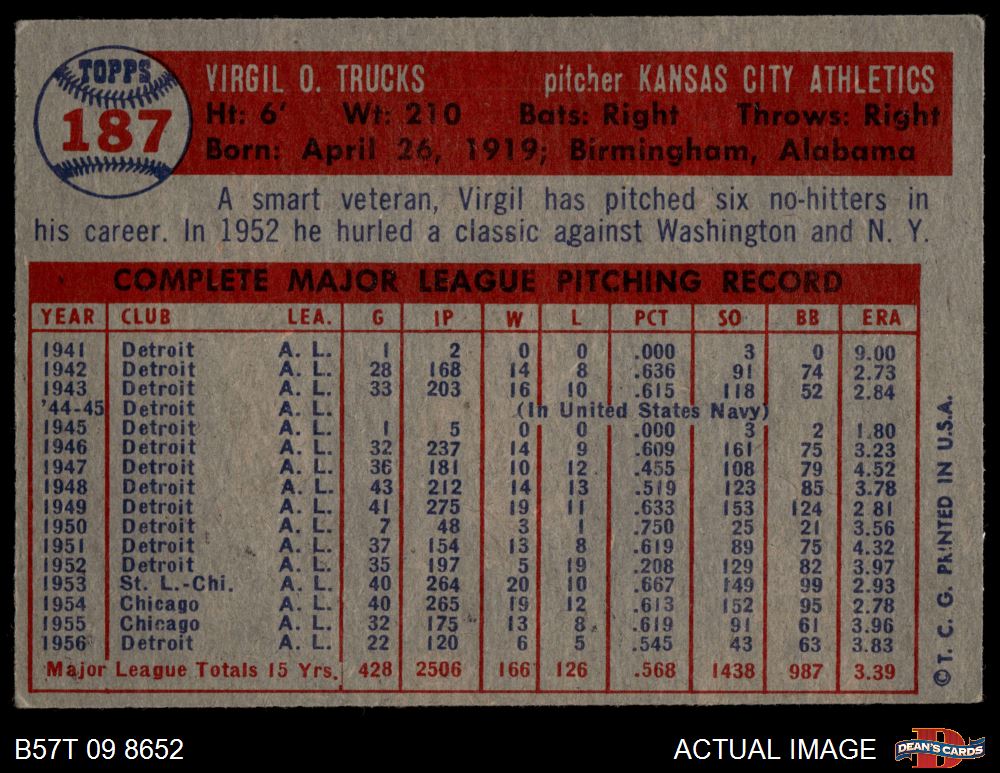 TOPPS
187
VIRGIL O. TRUCKS pitcher KANSAS CITY ATHLETICS
Ht: 6' Wt: 210 Bats: Right Throws: Right
Born: April 26, 1919; Birmingham, Alabama
A smart veteran, Virgil has pitched six no-hitters in
his career. In 1952 he hurled a classic against Washington and N. Y.
COMPLETE MAJOR LEAGUE PITCHING RECORD
YEAR CLUB LEA. G IP W L PCT SO BB ERA
1941 Detroit A. L. 1 2 0 0 .000 3 0 9.00
1942 Detroit A. L. 28 168 14 8 .636 91 74 2.73
1943 Detroit A. L. 33 203 16 10 .615 118 52 2.84
'44-45 Detroit A. L. (In United States Navy)
1945 Detroit A. L. 1 5 0 0 .000 3 2 1.80
1946 Detroit A. L. 32 237 14 9 .609 161 75 3.23
1947 Detroit A. L. 36 181 10 12 .455 108 79 4.52
1948 Detroit A. L. 43 212 14 13 .519 123 85 3.78
1949 Detroit A. L. 41 275 19 11 .633 153 124 2.81
1950 Detroit A. L. 7 48 3 1 .750 25 21 3.56
1951 Detroit A. L. 37 154 13 8 .619 89 75 4.32
1952 Detroit A. L. 35 197 5 19 .208 129 82 3.97
1953 St. L.-Chi. A. L. 40 264 20 10 .667 149 99 2.93
1954 Chicago A. L. 40 265 19 12 .613 152 95 2.78
1955 Chicago A. L. 32 175 13 8 .619 91 61 3.96
1956 Detroit A. L. 22 120 6 5 .545 43 63 3.83
Major League Totals 15 Yrs. 428 2506 166 126 .568 1438 987 3.39
© T. C. G. PRINTED IN U.S.A.
B57T 09 8652 ACTUAL IMAGE
DEAN'S CARDS